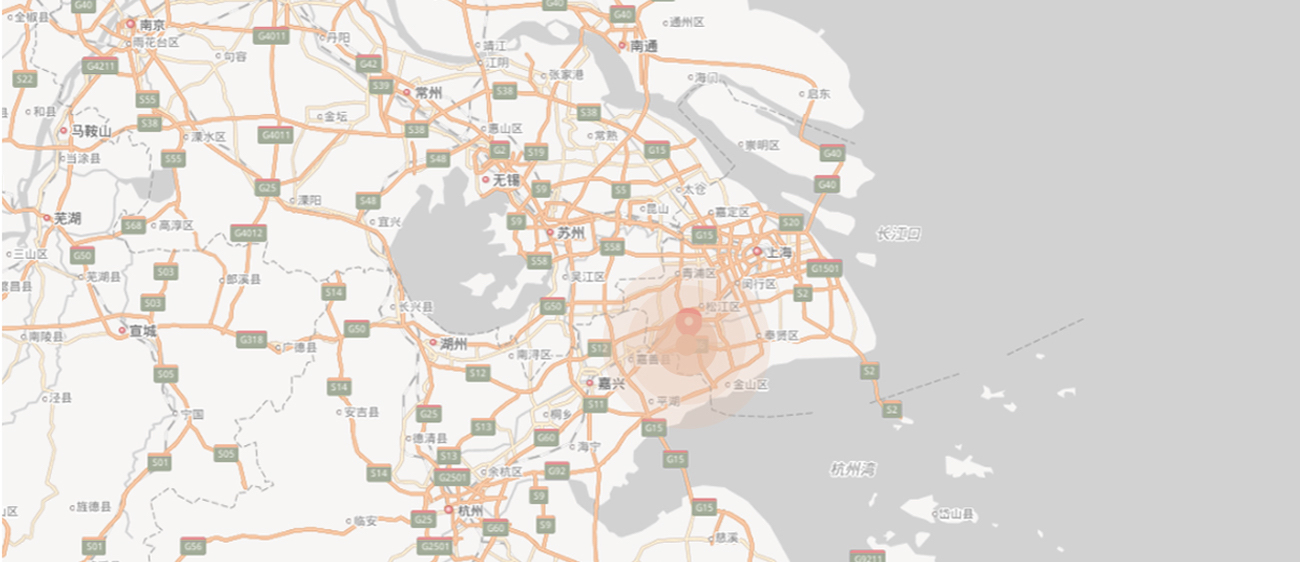 G40
G40
G40
全椒县
南京
通州区
雨花台区
G4011
丹阳
靖江
南通
句容
G42
江阴
G4211
S22
张家港
海门
S39
常州
S38
启东
S55
和县
金坛
S38
S38
马鞍山
G4011
S38
惠山区
常熟
溧水区
崇明区
G2
S19
G15
G40
当涂县
S55
S48
无锡
G40
G25
溧阳
S48
S9
S5
太仓
芜湖
昆山
嘉定区
S68
高淳区
宜兴
S9
苏州
S20
G4012
G15
长江口
三山区
G50
S58
上海
S58
S03
青浦区
G1501
芜湖县
郎溪县
吴江区
闵行区
S14
S2
S03
长兴县
G50
松江区
南陵县
宣城
G50
奉贤区
G318
广德县
湖州
S12
南浔区
嘉善县
S05
S12
S2
嘉兴
金山区
S14
泾县
平湖
S11
宁国
安吉县
G25
桐乡
S2
S13
G15
德清县
G60
海宁
S05
S13
G15
S01
S14
G2501
余杭区
G92
杭州湾
S9
旌德县
杭州
G15
岱山县
临安
G25
S9
G60
慈溪
S01
G56
G2501
G9211